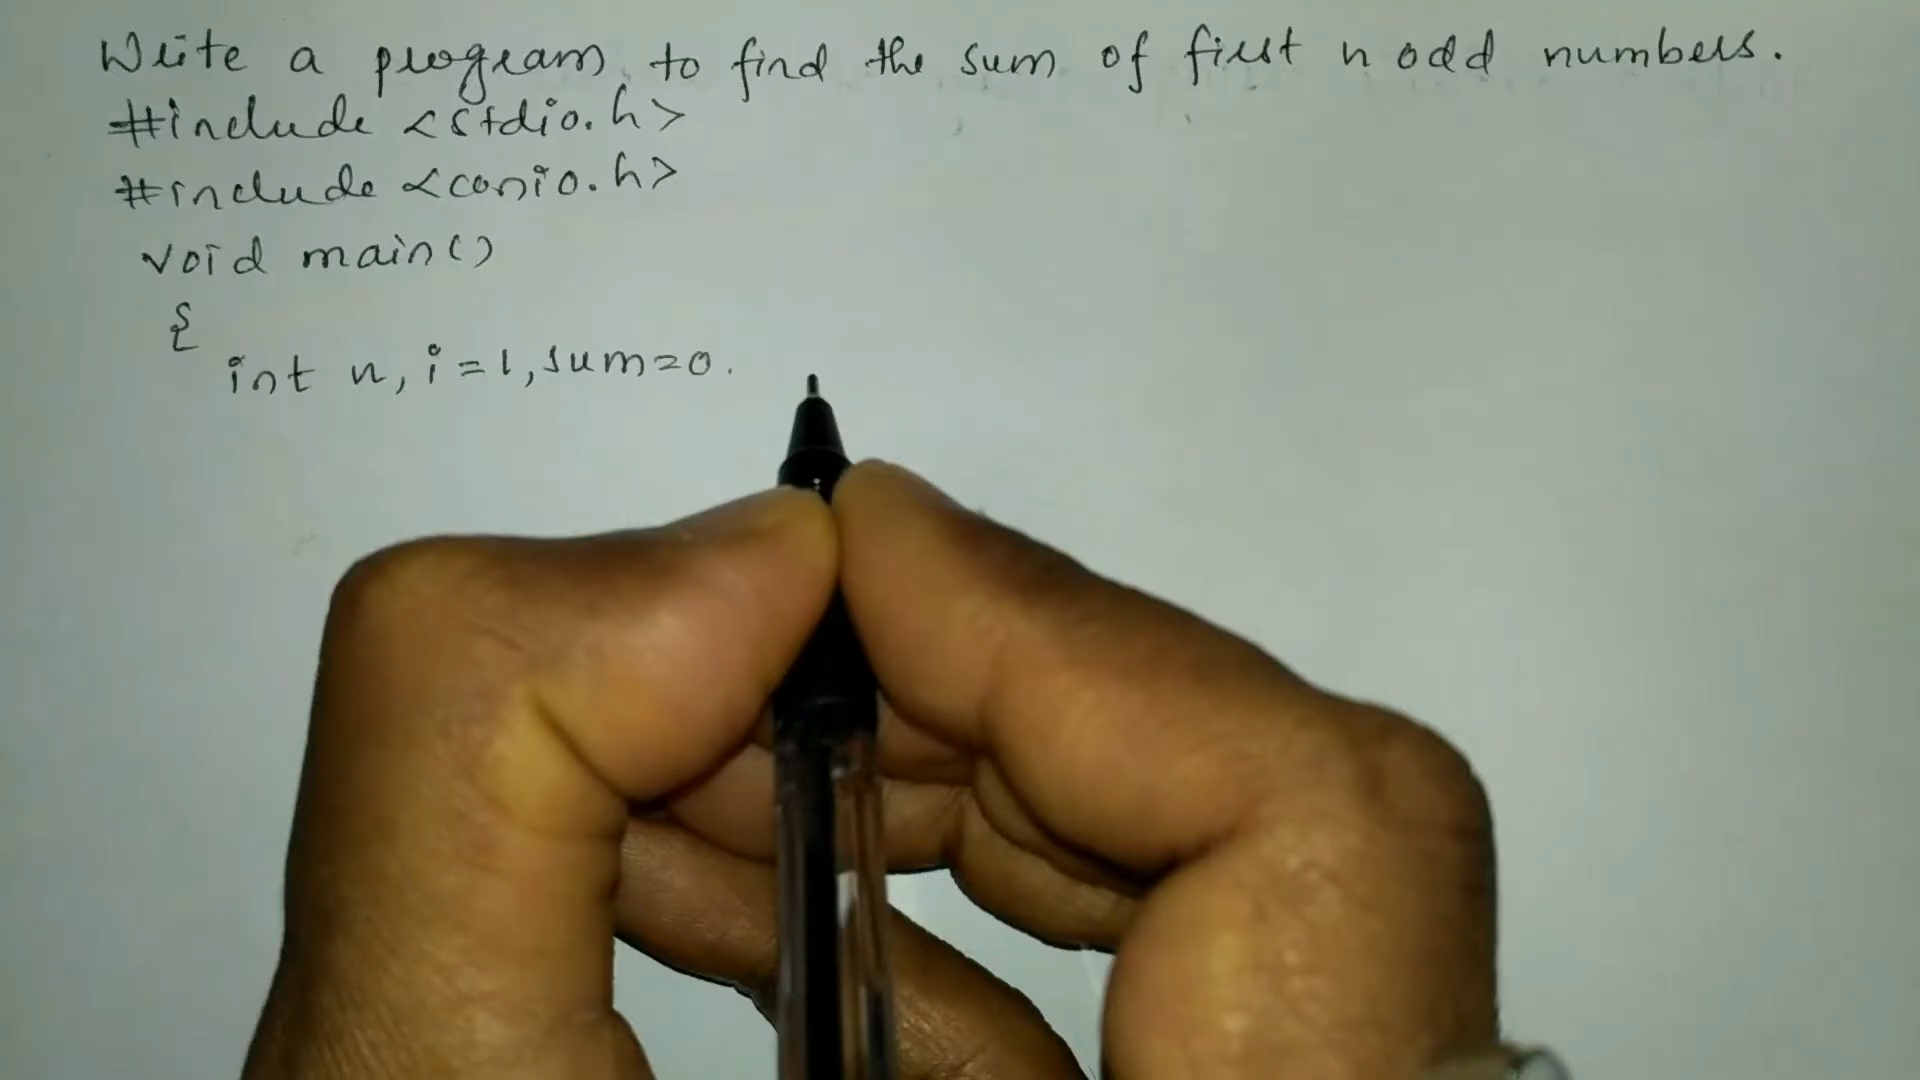 Write a program to find the sum of first n odd numbers.
#include <stdio.h>
#include <conio.h>
void main()
{
int n, i=1, sum=0.